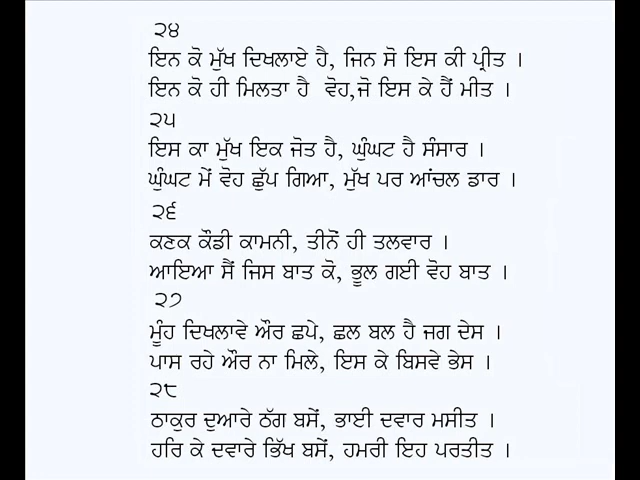 ੨੪
ਇਨ ਕੋ ਮੁੱਖ ਦਿਖਲਾਏ ਹੈ, ਜਿਨ ਸੋ ਇਸ ਕੀ ਪ੍ਰੀਤ ।
ਇਨ ਕੋ ਹੀ ਮਿਲਤਾ ਹੈ ਵੋਹ,ਜੋ ਇਸ ਕੇ ਹੈਂ ਮੀਤ ।
੨੫
ਇਸ ਕਾ ਮੁੱਖ ਇਕ ਜੋਤ ਹੈ, ਘੁੰਘਟ ਹੈ ਸੰਸਾਰ ।
ਘੁੰਘਟ ਮੇਂ ਵੋਹ ਛੁੱਪ ਗਿਆ, ਮੁੱਖ ਪਰ ਆਂਚਲ ਡਾਰ ।
੨੬
ਕਣਕ ਕੌਡੀ ਕਾਮਨੀ, ਤੀਨੋਂ ਹੀ ਤਲਵਾਰ ।
ਆਇਆ ਸੈਂ ਜਿਸ ਬਾਤ ਕੋ, ਭੂਲ ਗਈ ਵੋਹ ਬਾਤ ।
੨੭
ਮੂੰਹ ਦਿਖਲਾਵੇ ਔਰ ਛਪੇ, ਛਲ ਬਲ ਹੈ ਜਗ ਦੇਸ ।
ਪਾਸ ਰਹੇ ਔਰ ਨਾ ਮਿਲੇ, ਇਸ ਕੇ ਬਿਸਵੇ ਭੇਸ ।
੨੮
ਠਾਕੁਰ ਦੁਆਰੇ ਠੱਗ ਬਸੇਂ, ਭਾਈ ਦਵਾਰ ਮਸੀਤ ।
ਹਰਿ ਕੇ ਦਵਾਰੇ ਭਿੱਖ ਬਸੇਂ, ਹਮਰੀ ਇਹ ਪਰਤੀਤ ।